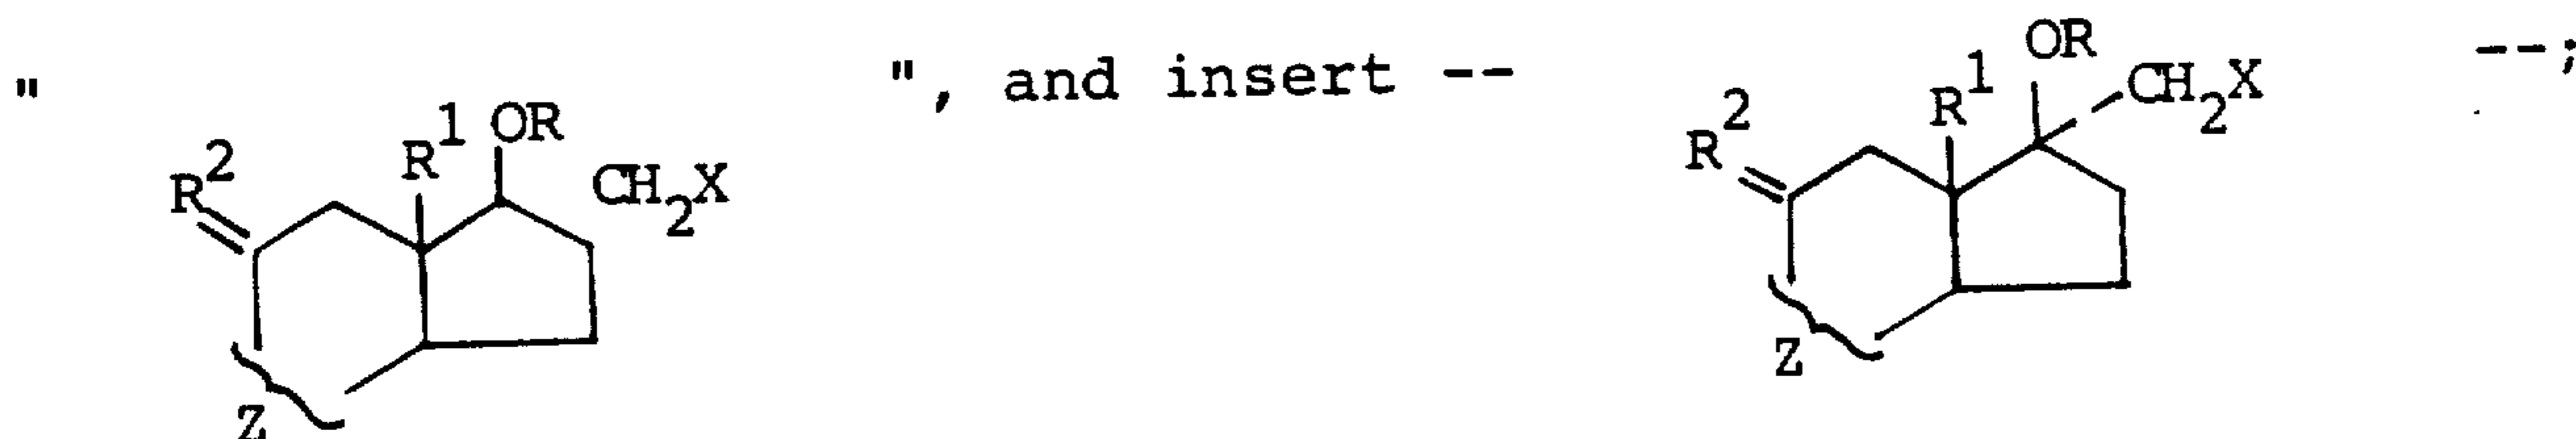 " ", and insert -- --;
R² R¹ OR CH₂X Z
R² R¹ OR CH₂X Z